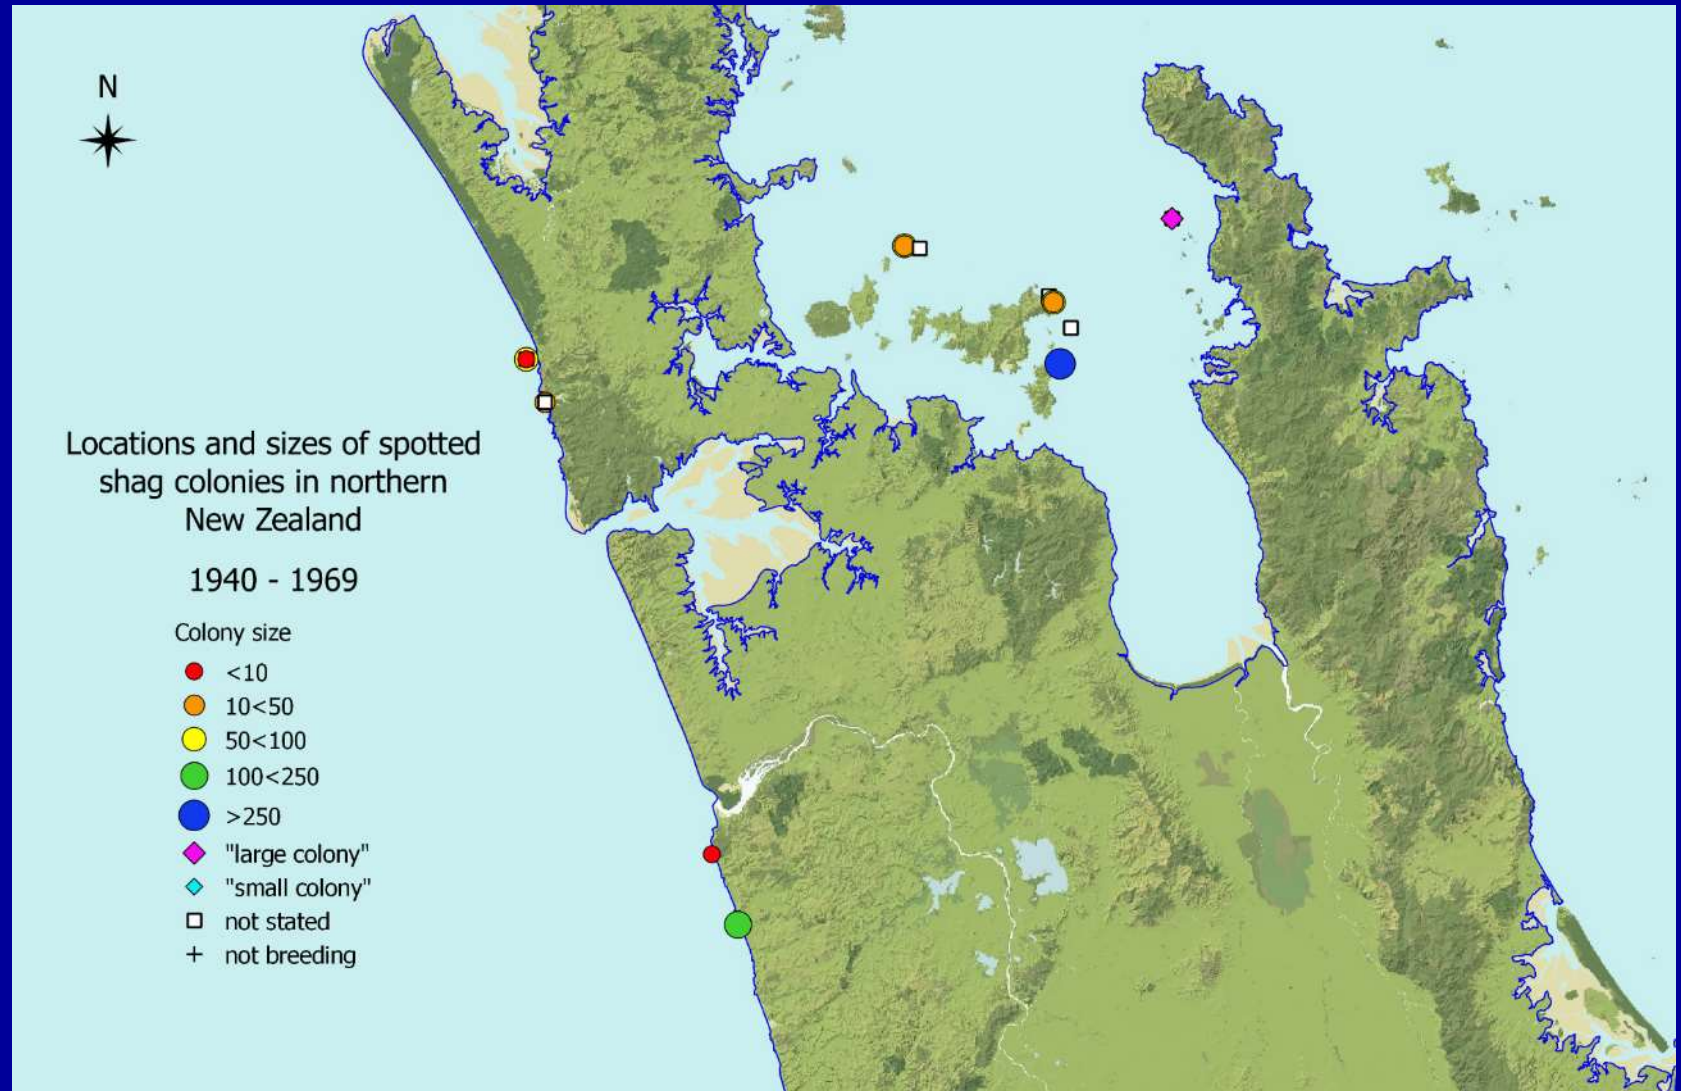 N
Locations and sizes of spotted
shag colonies in northern
New Zealand
1940 - 1969
Colony size
<10
10<50
50<100
100<250
>250
"large colony"
"small colony"
not stated
not breeding